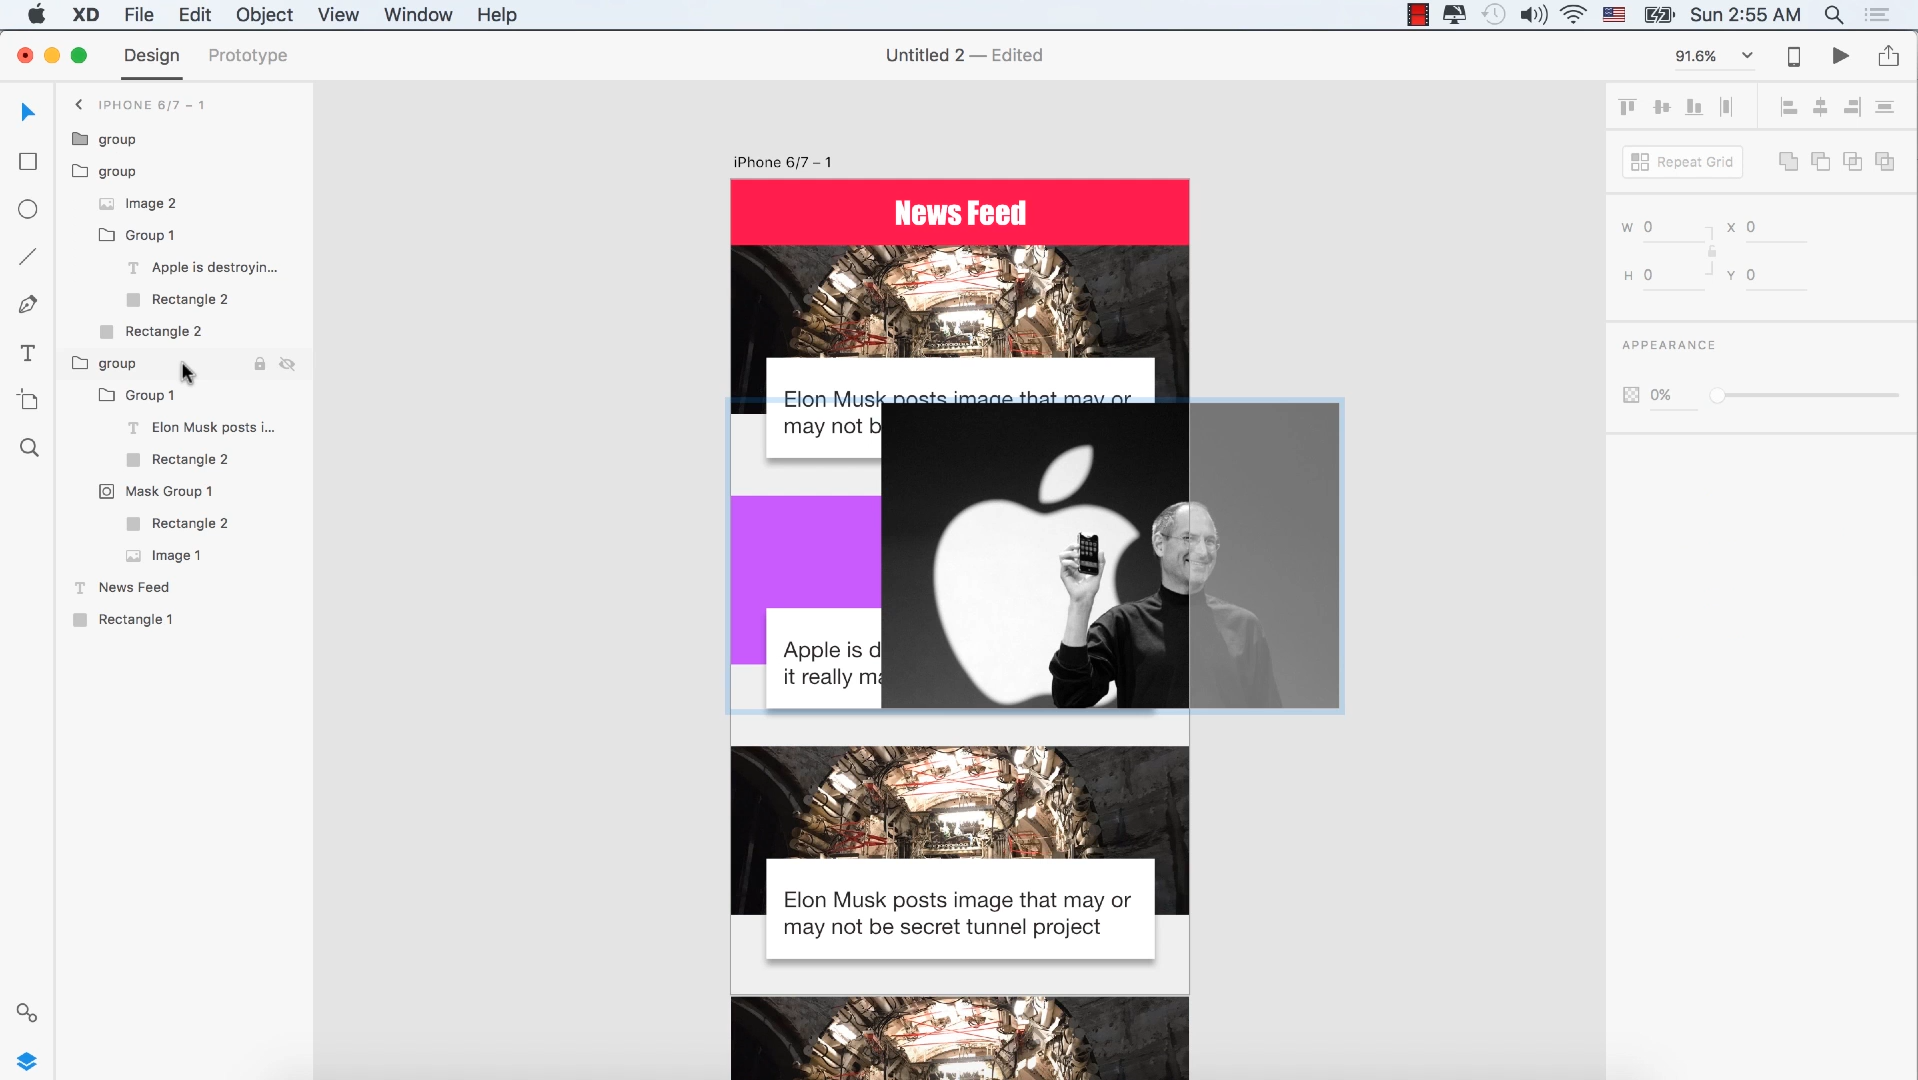 XD File Edit Object View Window Help Sun 2:55 AM
Design Prototype Untitled 2 — Edited 91.6%
IPHONE 6/7 – 1
group
group
Image 2
Group 1
T Apple is destroyin...
Rectangle 2
Rectangle 2
group
Group 1
T Elon Musk posts i...
Rectangle 2
Mask Group 1
Rectangle 2
Image 1
T News Feed
Rectangle 1
T
iPhone 6/7 – 1
News Feed
Elon Musk posts image that may or
may not b
Apple is d
it really ma
Elon Musk posts image that may or
may not be secret tunnel project
Repeat Grid
W 0 X 0
H 0 Y 0
APPEARANCE
0%